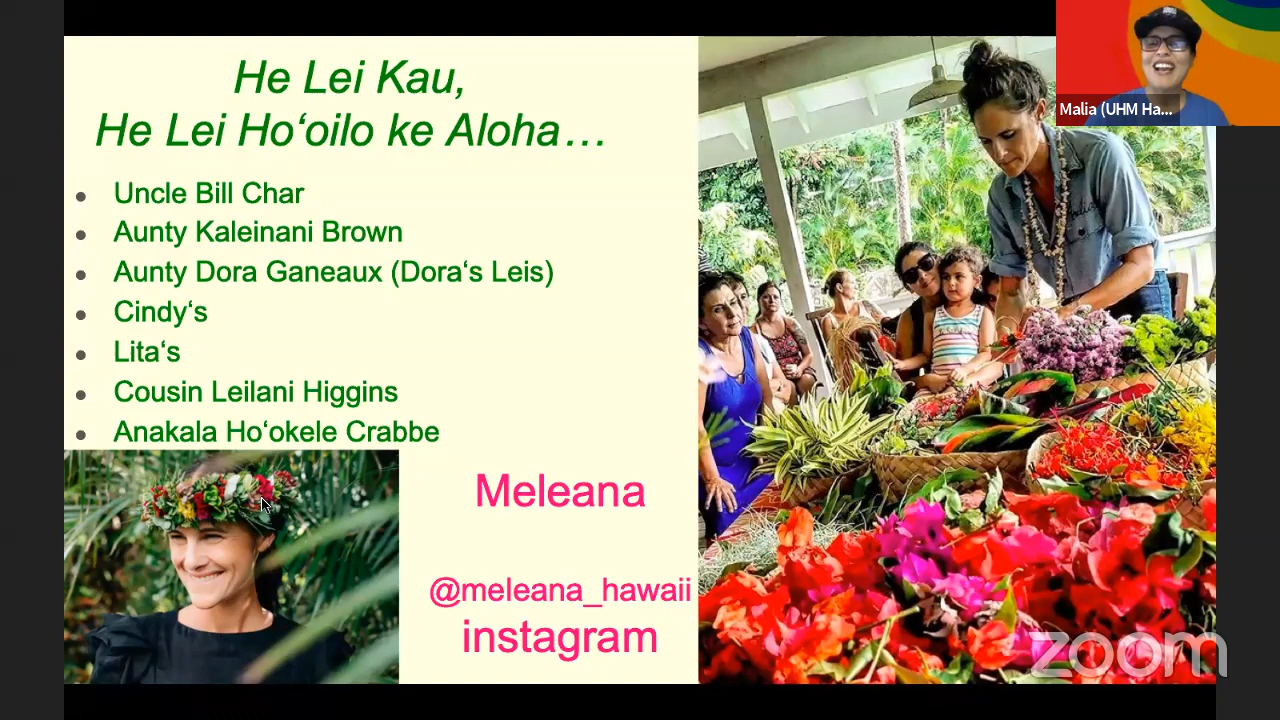 He Lei Kau,
He Lei Hoʻoilo ke Aloha…
Uncle Bill Char
Aunty Kaleinani Brown
Aunty Dora Ganeaux (Dora‘s Leis)
Cindy‘s
Lita‘s
Cousin Leilani Higgins
Anakala Hoʻokele Crabbe
Meleana
@meleana_hawaii
instagram
Malia (UHM Ha...
zoom